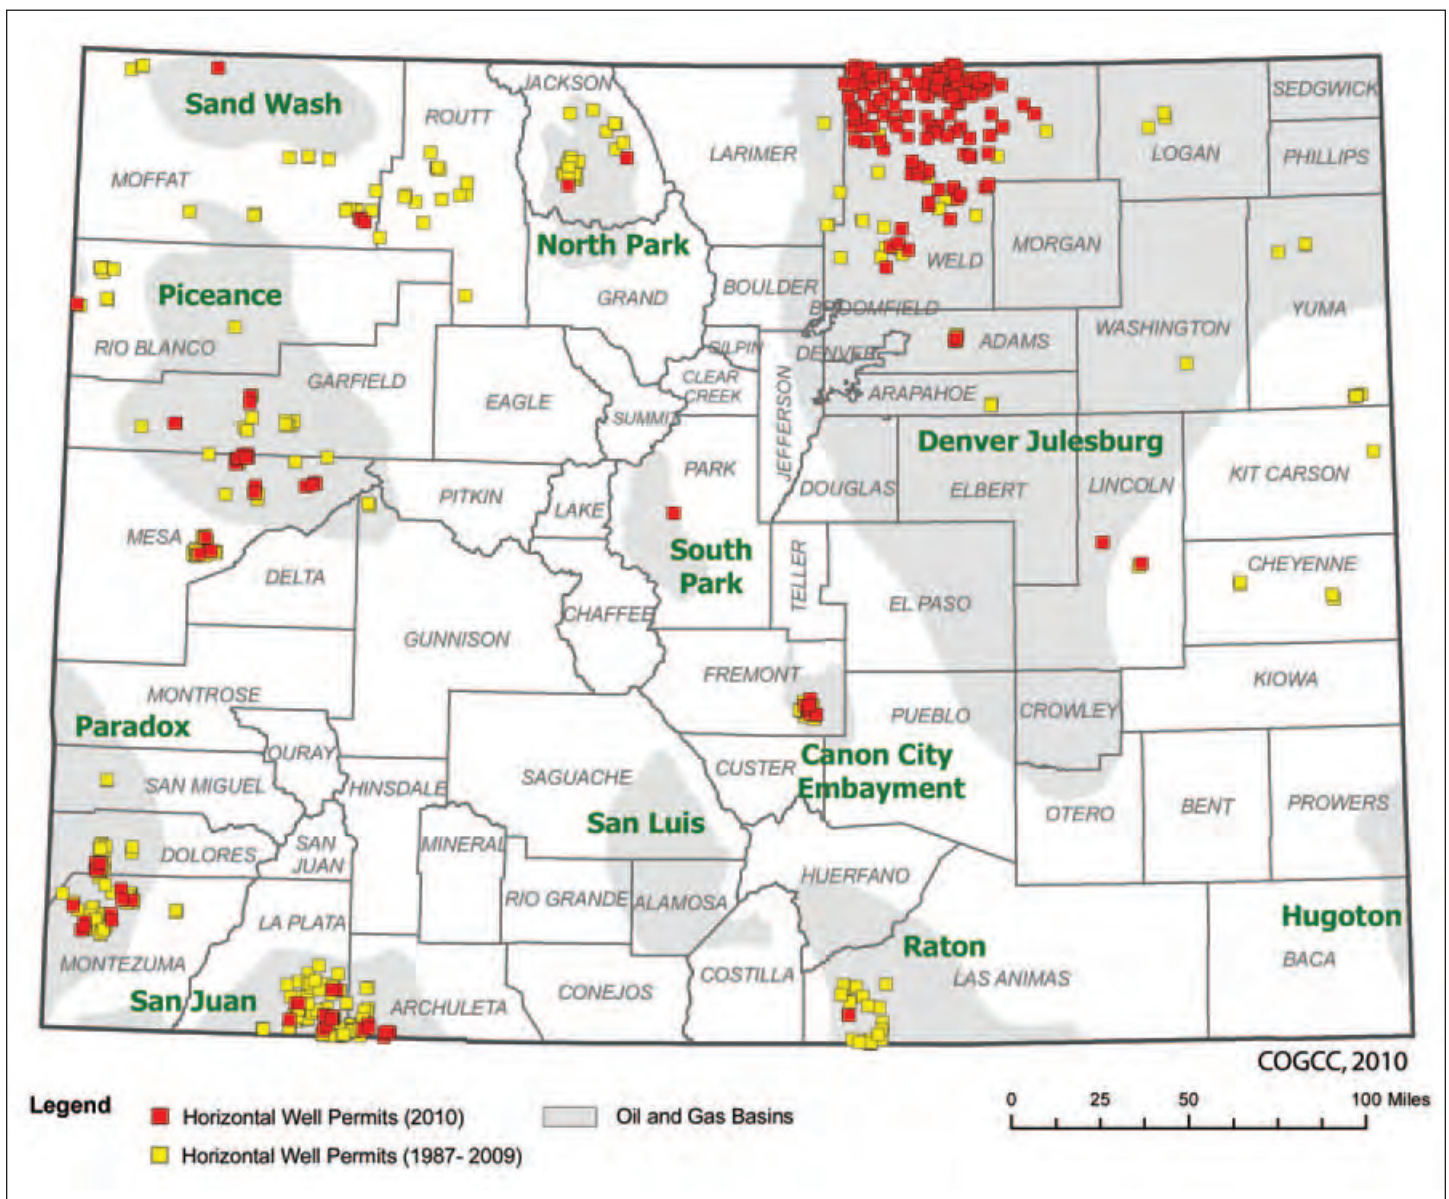 JACKSON
SEDGWICK
Sand Wash
ROUTT
LARIMER
LOGAN
PHILLIPS
MOFFAT
North Park
MORGAN
WELD
BOULDER
Piceance
GRAND
BROOMFIELD
YUMA
WASHINGTON
RIO BLANCO
GILPIN
DENVER
ADAMS
GARFIELD
CLEAR
CREEK
ARAPAHOE
EAGLE
SUMMIT
JEFFERSON
Denver Julesburg
PARK
KIT CARSON
PITKIN
DOUGLAS
ELBERT
LINCOLN
LAKE
MESA
South
Park
TELLER
CHEYENNE
DELTA
EL PASO
CHAFFEE
GUNNISON
FREMONT
KIOWA
MONTROSE
Paradox
PUEBLO
CROWLEY
OURAY
Canon City
Embayment
CUSTER
SAGUACHE
SAN MIGUEL
HINSDALE
OTERO
BENT
PROWERS
San Luis
DOLORES
SAN
JUAN
MINERAL
HUERFANO
RIO GRANDE
ALAMOSA
LA PLATA
Hugoton
Raton
MONTEZUMA
BACA
COSTILLA
LAS ANIMAS
San Juan
ARCHULETA
CONEJOS
COGCC, 2010
Legend
Horizontal Well Permits (2010)
Oil and Gas Basins
Horizontal Well Permits (1987- 2009)
0 25 50 100 Miles